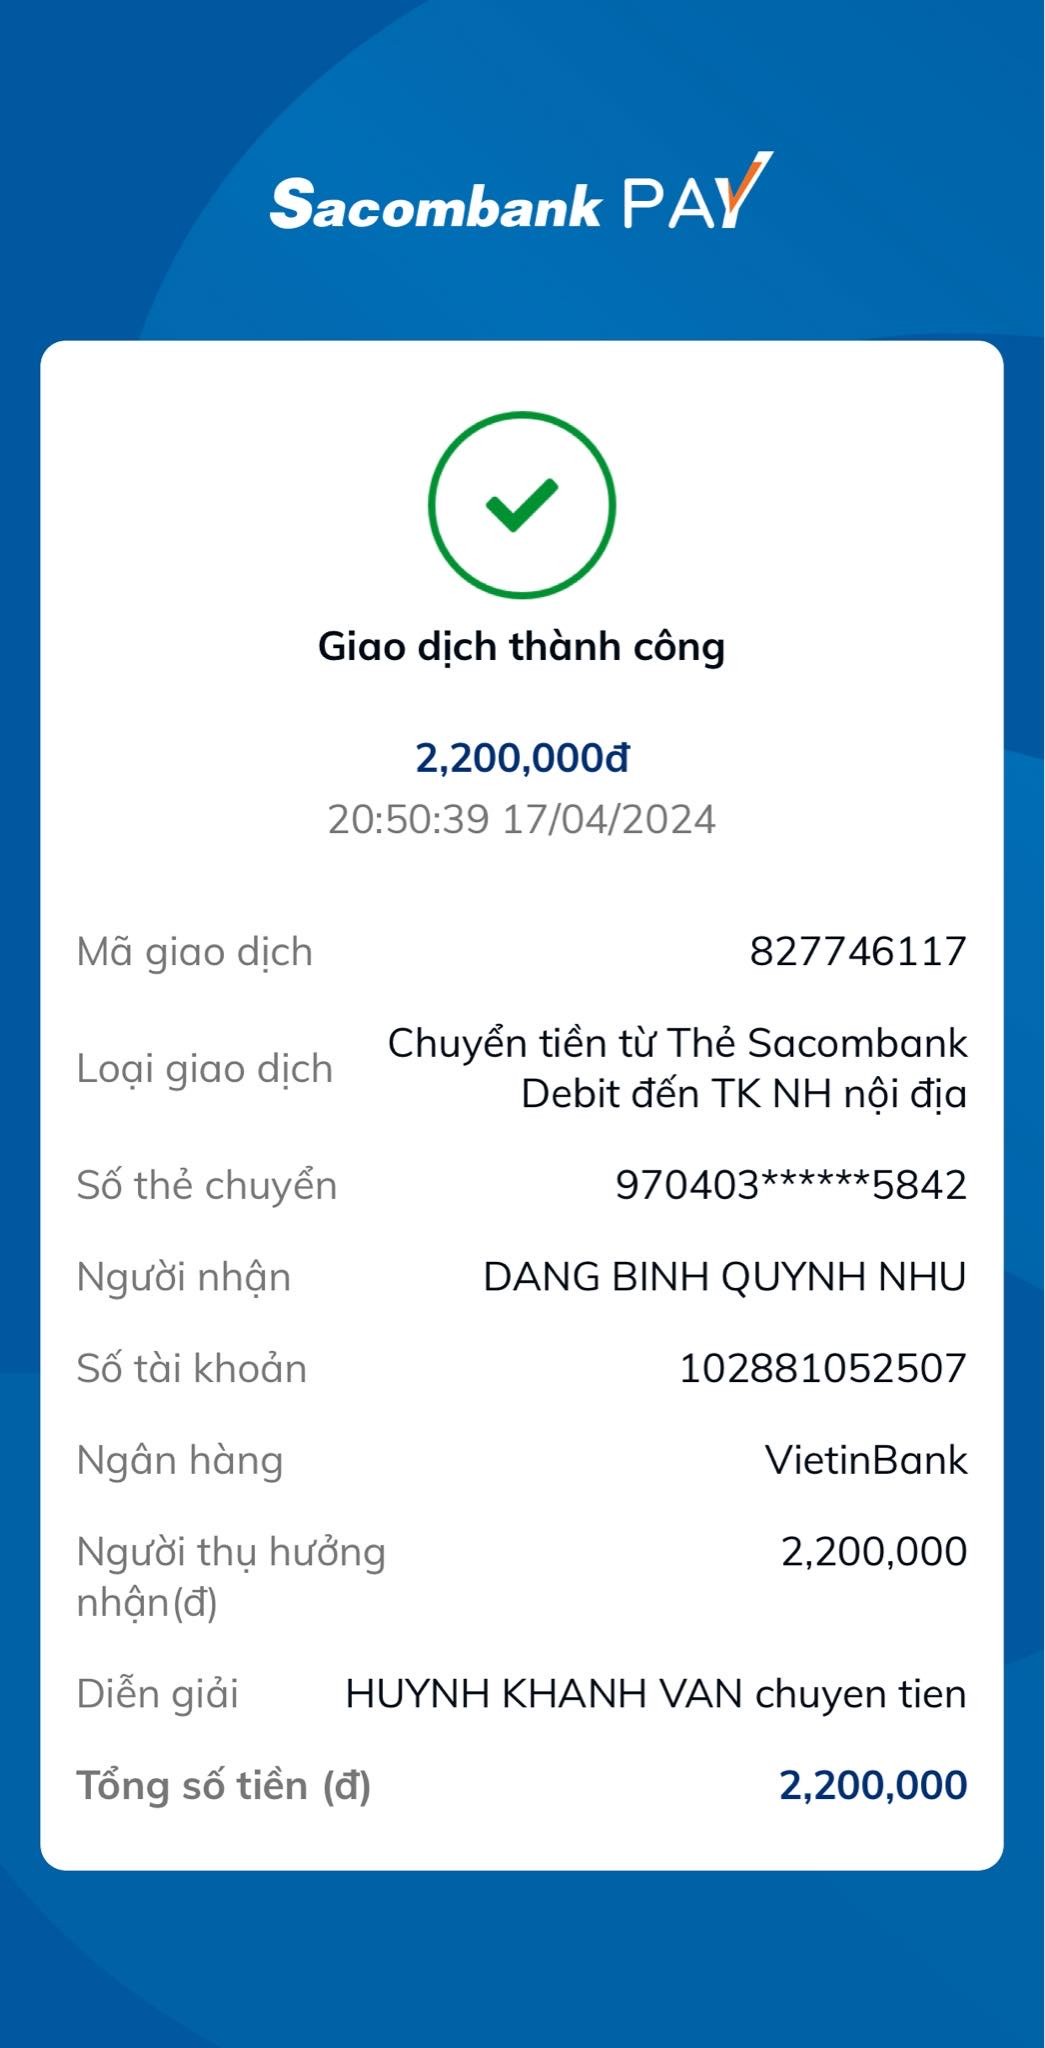 Sacombank PAY
Giao dịch thành công
2,200,000đ
20:50:39 17/04/2024
Mã giao dịch 827746117
Loại giao dịch Chuyển tiền từ Thẻ Sacombank
Debit đến TK NH nội địa
Số thẻ chuyển 970403******5842
Người nhận DANG BINH QUYNH NHU
Số tài khoản 102881052507
Ngân hàng VietinBank
Người thụ hưởng 2,200,000
nhận(đ)
Diễn giải HUYNH KHANH VAN chuyen tien
Tổng số tiền (đ) 2,200,000